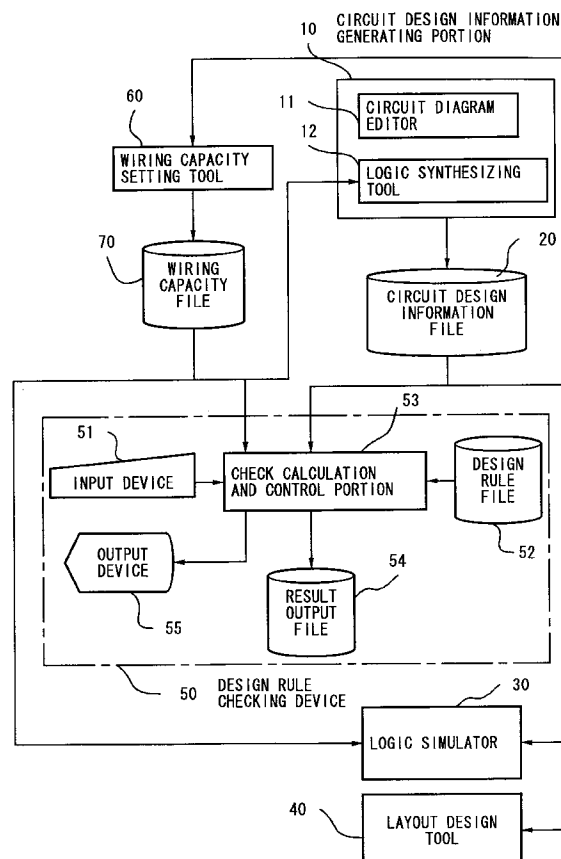 CIRCUIT DESIGN INFORMATION
GENERATING PORTION
10
60
11
CIRCUIT DIAGRAM
EDITOR
12
WIRING CAPACITY
SETTING TOOL
LOGIC SYNTHESIZING
TOOL
70
20
WIRING
CAPACITY
FILE
CIRCUIT DESIGN
INFORMATION
FILE
53
51
INPUT DEVICE
CHECK CALCULATION
AND CONTROL PORTION
DESIGN
RULE
FILE
52
OUTPUT
DEVICE
55
54
RESULT
OUTPUT
FILE
50
DESIGN RULE
CHECKING DEVICE
30
LOGIC SIMULATOR
40
LAYOUT DESIGN
TOOL